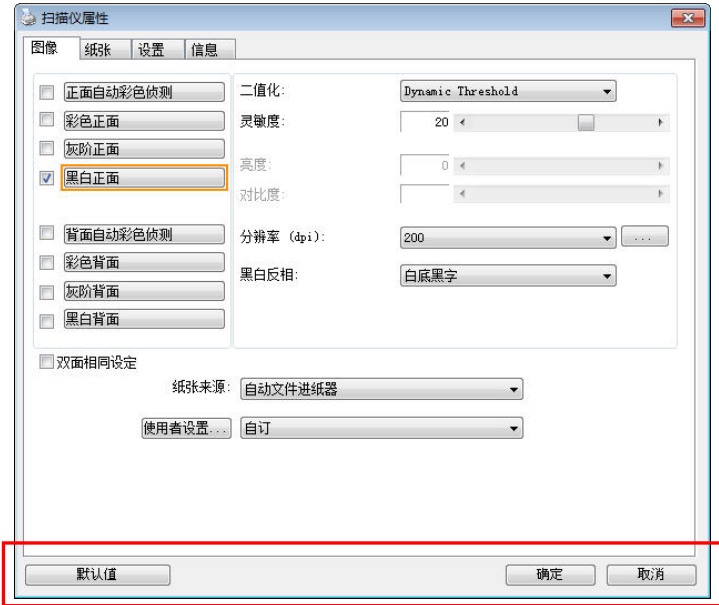 扫描仪属性
图像 纸张 设置 信息
正面自动彩色侦测
彩色正面
灰阶正面
黑白正面
背面自动彩色侦测
彩色背面
灰阶背面
黑白背面
二值化: Dynamic Threshold
灵敏度: 20
亮度: 0
对比度:
分辨率 (dpi): 200 ...
黑白反相: 白底黑字
双面相同设定
纸张来源: 自动文件进纸器
使用者设置... 自订
默认值 确定 取消